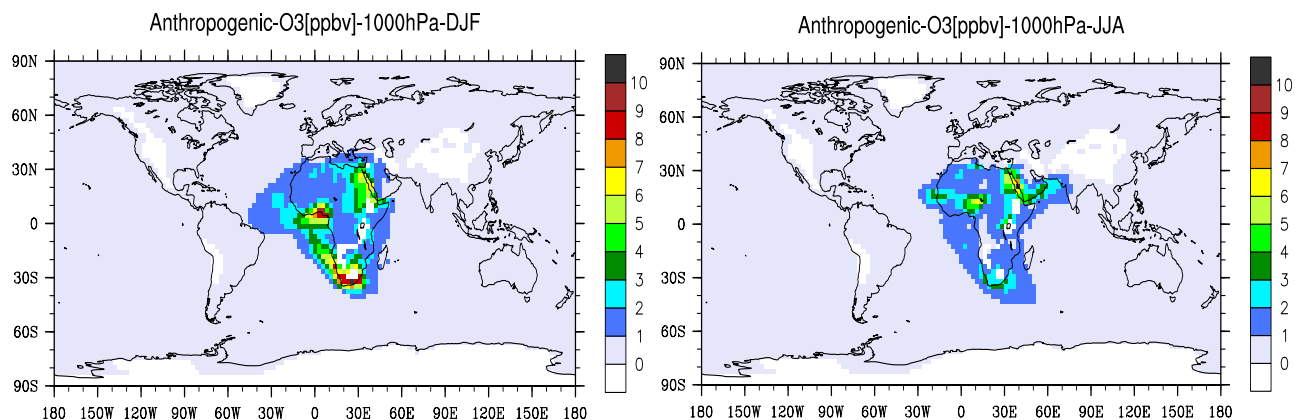 Anthropogenic-O3[ppbv]-1000hPa-DJF
90N
60N
30N
0
30S
60S
90S
180 150W 120W 90W 60W 30W 0 30E 60E 90E 120E 150E 180
10
9
8
7
6
5
4
3
2
1
0
Anthropogenic-O3[ppbv]-1000hPa-JJA
90N
60N
30N
0
30S
60S
90S
180 150W 120W 90W 60W 30W 0 30E 60E 90E 120E 150E 180
10
9
8
7
6
5
4
3
2
1
0